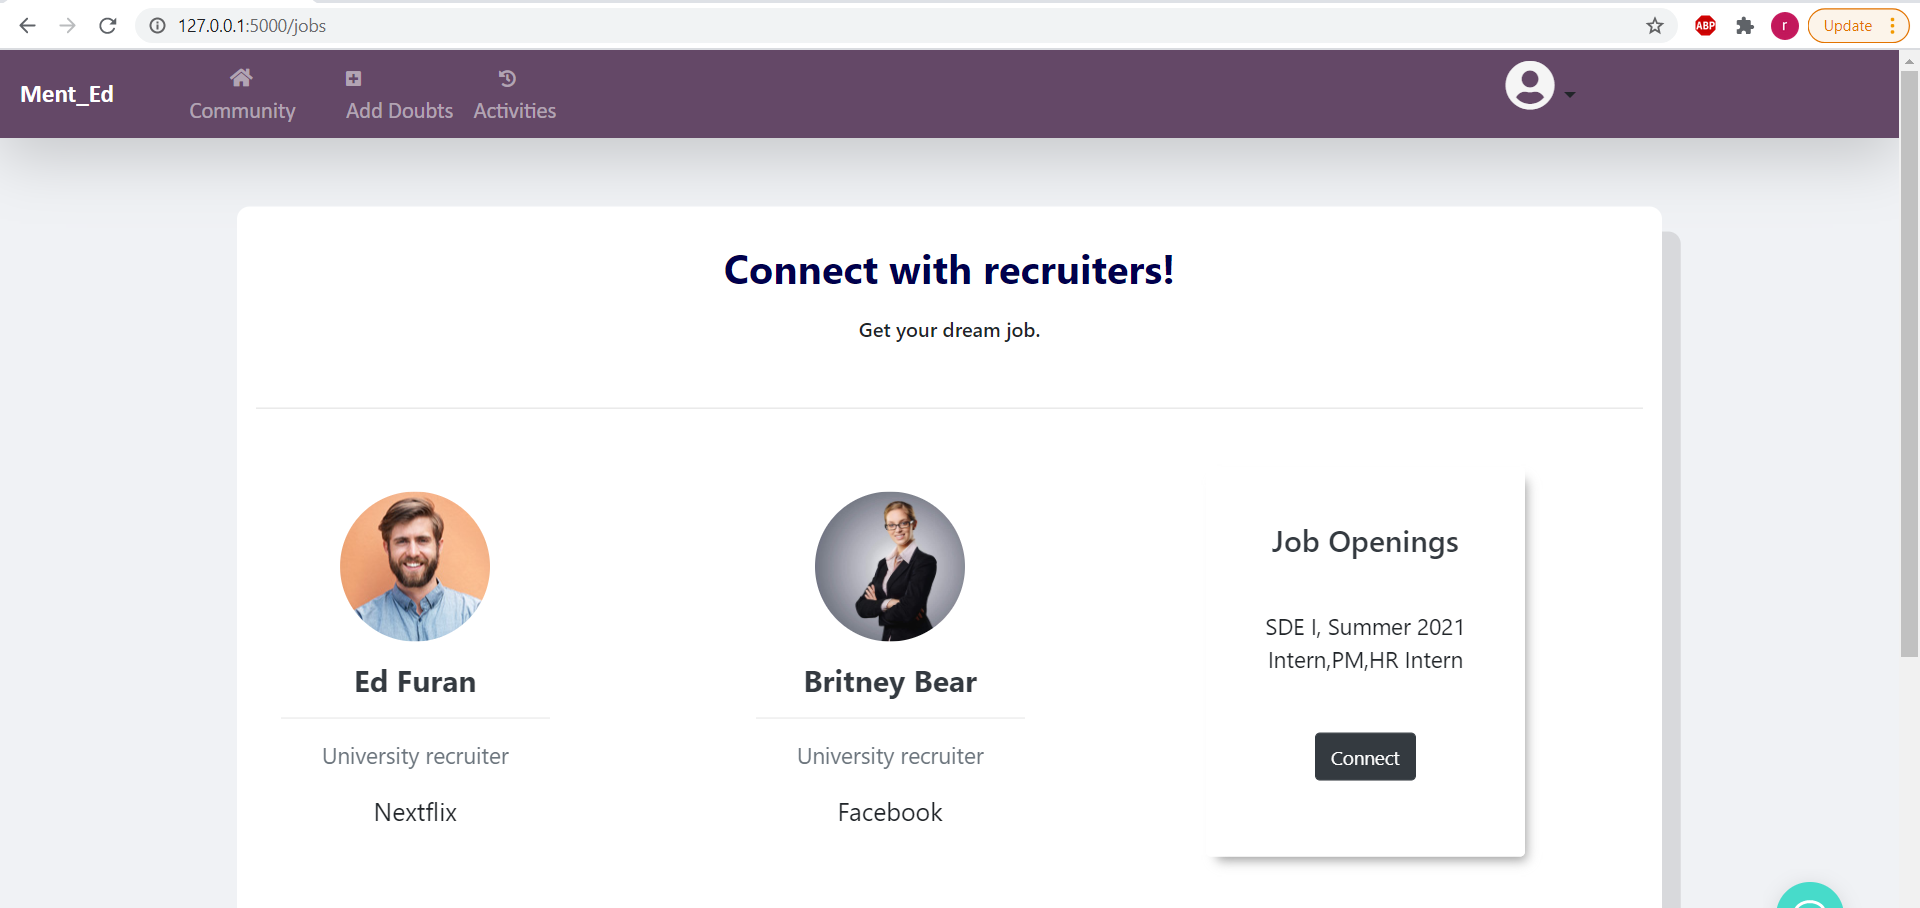 127.0.0.1:5000/jobs
ABP
r
Update
Ment_Ed
Community
Add Doubts
Activities
Connect with recruiters!
Get your dream job.
Ed Furan
University recruiter
Nextflix
Britney Bear
University recruiter
Facebook
Job Openings
SDE I, Summer 2021
Intern,PM,HR Intern
Connect